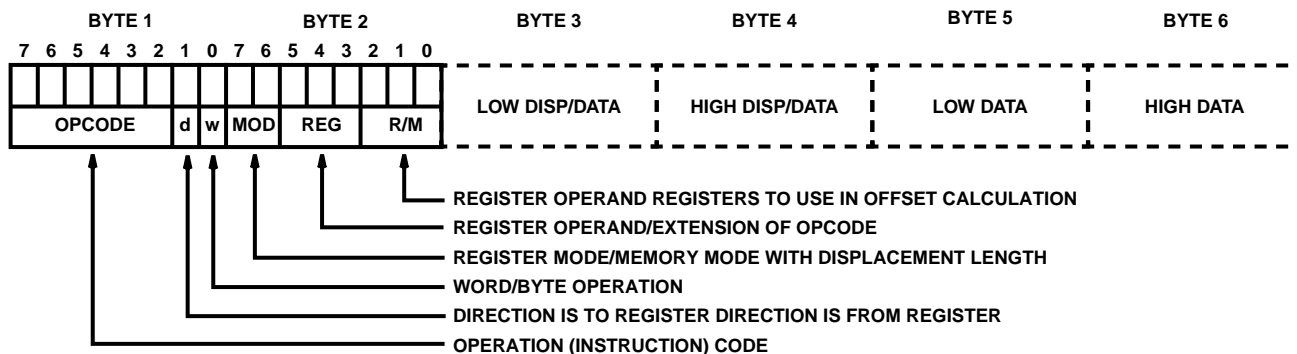 BYTE 1 BYTE 2 BYTE 3 BYTE 4 BYTE 5 BYTE 6
7 6 5 4 3 2 1 0 7 6 5 4 3 2 1 0
LOW DISP/DATA HIGH DISP/DATA LOW DATA HIGH DATA
OPCODE d w MOD REG R/M
REGISTER OPERAND REGISTERS TO USE IN OFFSET CALCULATION
REGISTER OPERAND/EXTENSION OF OPCODE
REGISTER MODE/MEMORY MODE WITH DISPLACEMENT LENGTH
WORD/BYTE OPERATION
DIRECTION IS TO REGISTER DIRECTION IS FROM REGISTER
OPERATION (INSTRUCTION) CODE